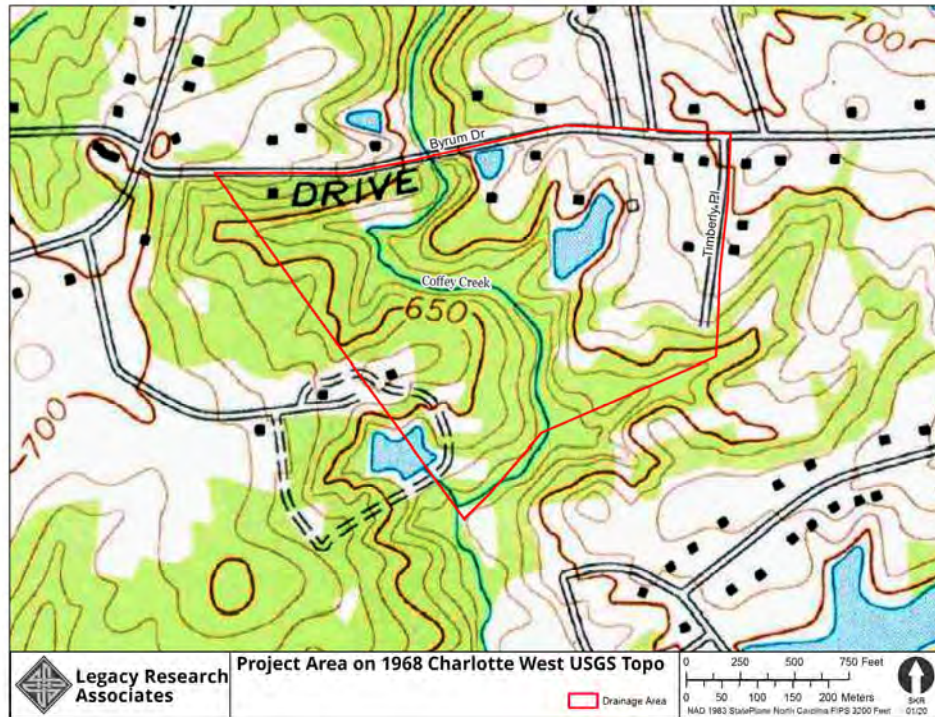 700
Byrum Dr
DRIVE
Timberly Pl
Coffey Creek
650
-700
Legacy Research
Associates
Project Area on 1968 Charlotte West USGS Topo
Drainage Area
0 250 500 750 Feet
0 50 100 150 200 Meters
NAD 1983 StatePlane North Carolina FIPS 3200 Feet
SKR
01/20